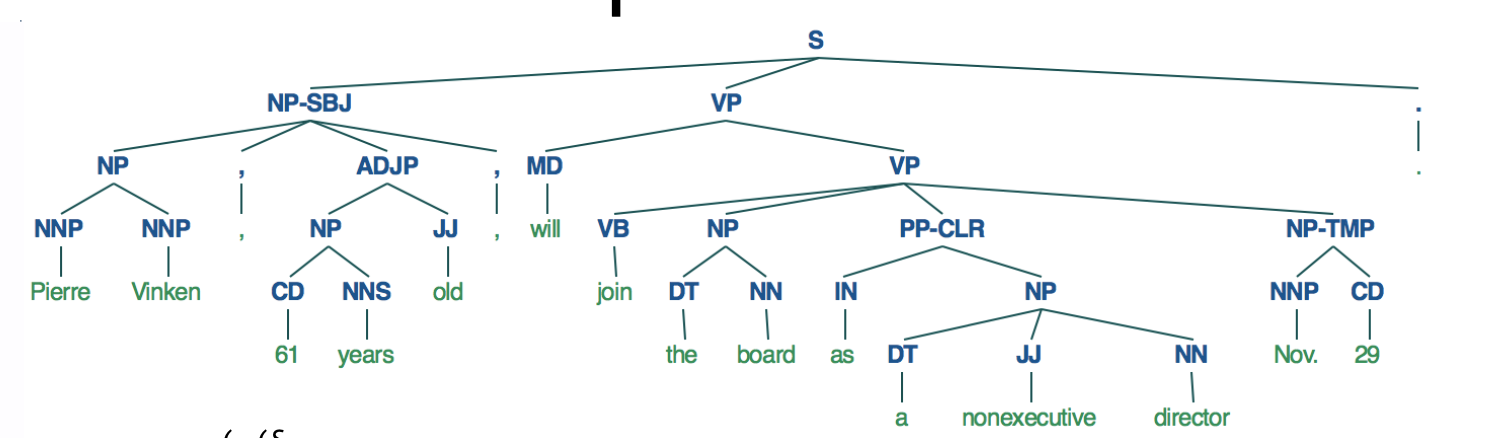 S
NP-SBJ VP .
NP , ADJP , MD VP .
NNP NNP , NP JJ , will VB NP PP-CLR NP-TMP
Pierre Vinken CD NNS old join DT NN IN NP NNP CD
61 years the board as DT JJ NN Nov. 29
a nonexecutive director